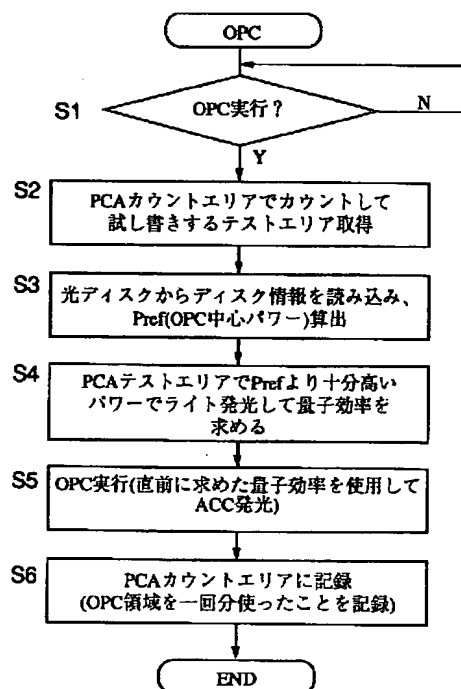 OPC
S1
OPC実行？
N
Y
S2
PCAカウントエリアでカウントして
試し書きするテストエリア取得
S3
光ディスクからディスク情報を読み込み、
Pref(OPC中心パワー)算出
S4
PCAテストエリアでPrefより十分高い
パワーでライト発光して量子効率を
求める
S5
OPC実行(直前に求めた量子効率を使用して
ACC発光)
S6
PCAカウントエリアに記録
(OPC領域を一回分使ったことを記録)
END